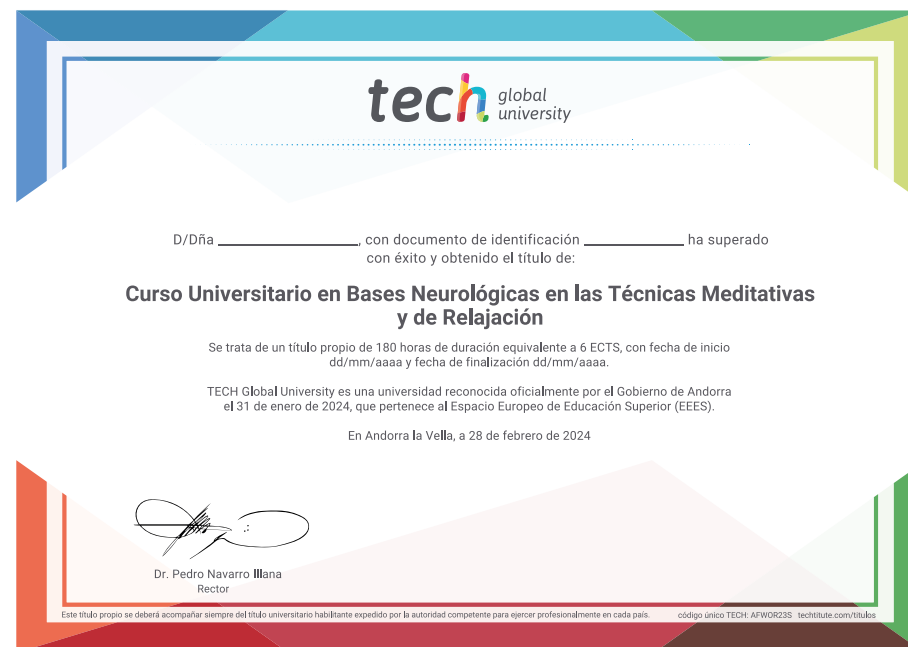 tech global university
D/Dña ____________, con documento de identificación ____________ ha superado
con éxito y obtenido el título de:
Curso Universitario en Bases Neurológicas en las Técnicas Meditativas
y de Relajación
Se trata de un título propio de 180 horas de duración equivalente a 6 ECTS, con fecha de inicio
dd/mm/aaaa y fecha de finalización dd/mm/aaaa.
TECH Global University es una universidad reconocida oficialmente por el Gobierno de Andorra
el 31 de enero de 2024, que pertenece al Espacio Europeo de Educación Superior (EEES).
En Andorra la Vella, a 28 de febrero de 2024
Dr. Pedro Navarro Illana
Rector
Este título propio se deberá acompañar siempre del título universitario habilitante expedido por la autoridad competente para ejercer profesionalmente en cada país. código único TECH: AFWOR23S techtitute.com/titulos